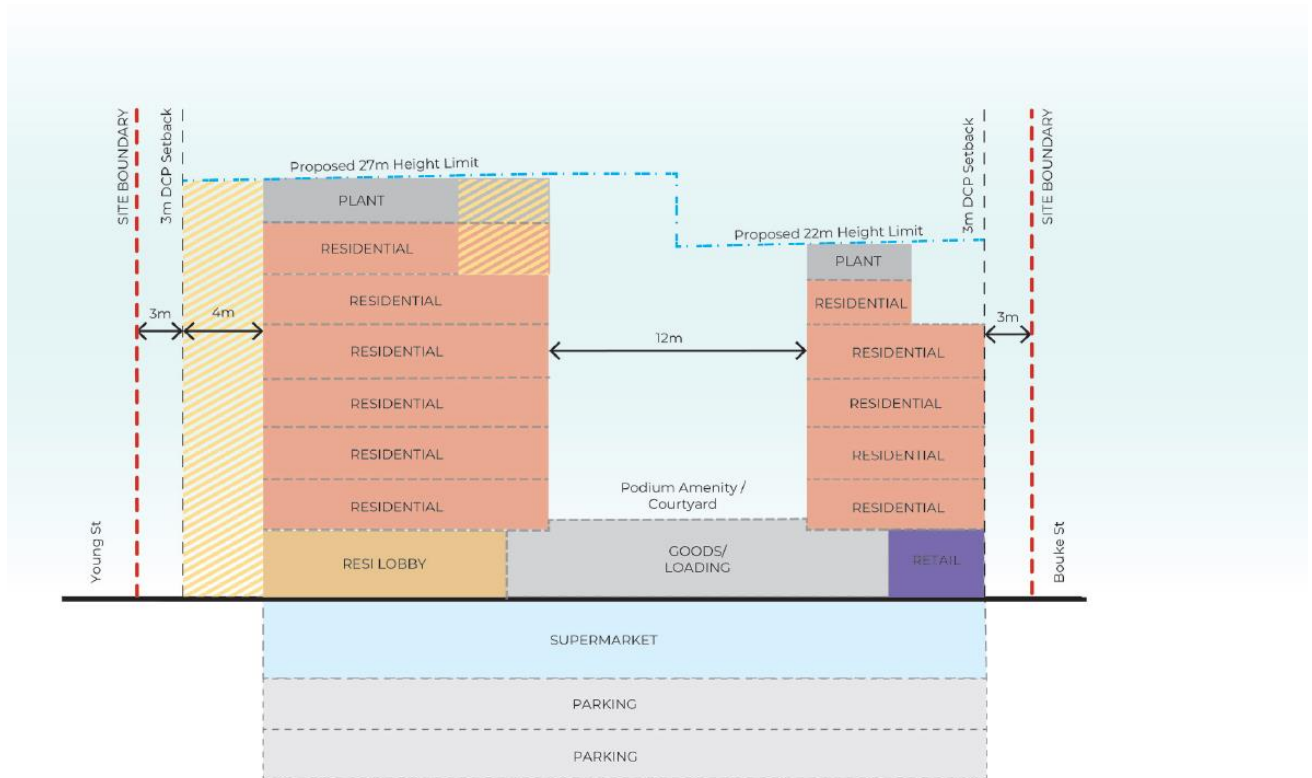 SITE BOUNDARY
3m DCP Setback
Proposed 27m Height Limit
3m DCP Setback
SITE BOUNDARY
PLANT
Proposed 22m Height Limit
RESIDENTIAL
PLANT
RESIDENTIAL
RESIDENTIAL
3m
4m
3m
12m
RESIDENTIAL
RESIDENTIAL
RESIDENTIAL
RESIDENTIAL
RESIDENTIAL
RESIDENTIAL
Podium Amenity /
Courtyard
RESIDENTIAL
RESIDENTIAL
Young St
RESI LOBBY
GOODS/
LOADING
RETAIL
Bouke St
SUPERMARKET
PARKING
PARKING